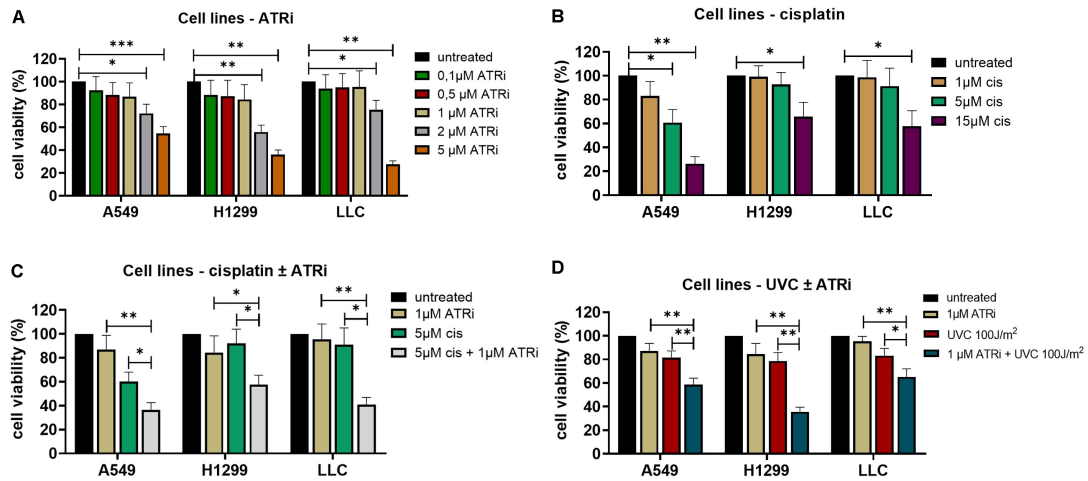 A
Cell lines - ATRi
cell viability (%)
120
100
80
60
40
20
0
***
*
**
**
**
*
A549
H1299
LLC
untreated
0,1µM ATRi
0,5 µM ATRi
1 µM ATRi
2 µM ATRi
5 µM ATRi
B
Cell lines - cisplatin
cell viability (%)
120
100
80
60
40
20
0
**
*
*
*
A549
H1299
LLC
untreated
1µM cis
5µM cis
15µM cis
C
Cell lines - cisplatin ± ATRi
cell viability (%)
120
100
80
60
40
20
0
**
*
*
*
**
*
A549
H1299
LLC
untreated
1µM ATRi
5µM cis
5µM cis + 1µM ATRi
D
Cell lines - UVC ± ATRi
cell viability (%)
120
100
80
60
40
20
0
**
**
**
**
**
*
A549
H1299
LLC
untreated
1µM ATRi
UVC 100J/m²
1 µM ATRi + UVC 100J/m²